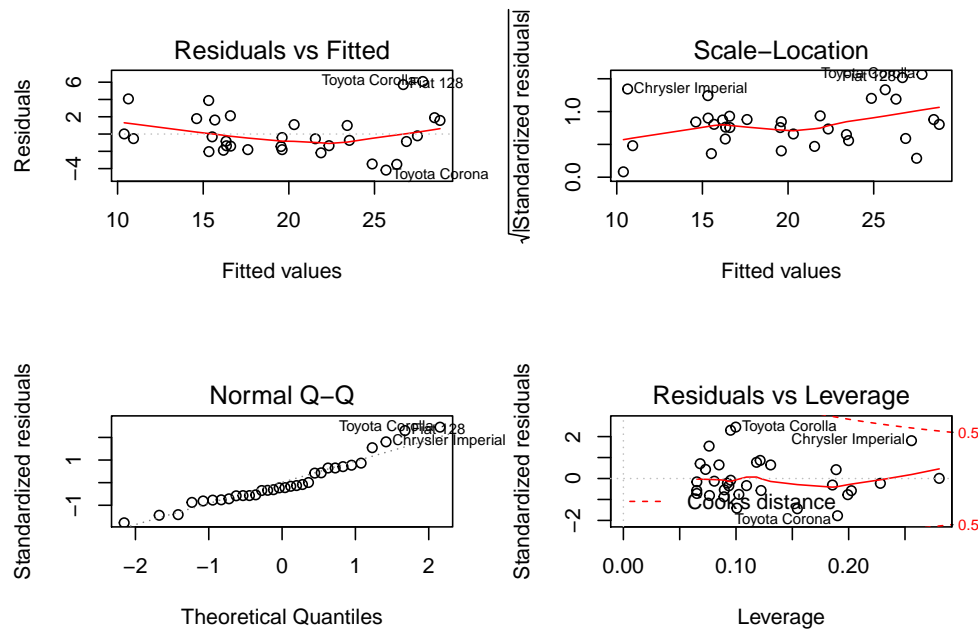 Residuals vs Fitted
Residuals
6
2
−4
Toyota Corolla
Fiat 128
Toyota Corona
10
15
20
25
Fitted values
Scale−Location
√|Standardized residuals|
1.0
0.0
Toyota Corolla
Fiat 128
Chrysler Imperial
10
15
20
25
Fitted values
Normal Q−Q
Standardized residuals
1
−1
Toyota Corolla
Fiat 128
Chrysler Imperial
−2
−1
0
1
2
Theoretical Quantiles
Residuals vs Leverage
Standardized residuals
2
0
−2
Toyota Corolla
Chrysler Imperial
Cook's distance
Toyota Corona
0.5
0.5
0.00
0.10
0.20
Leverage